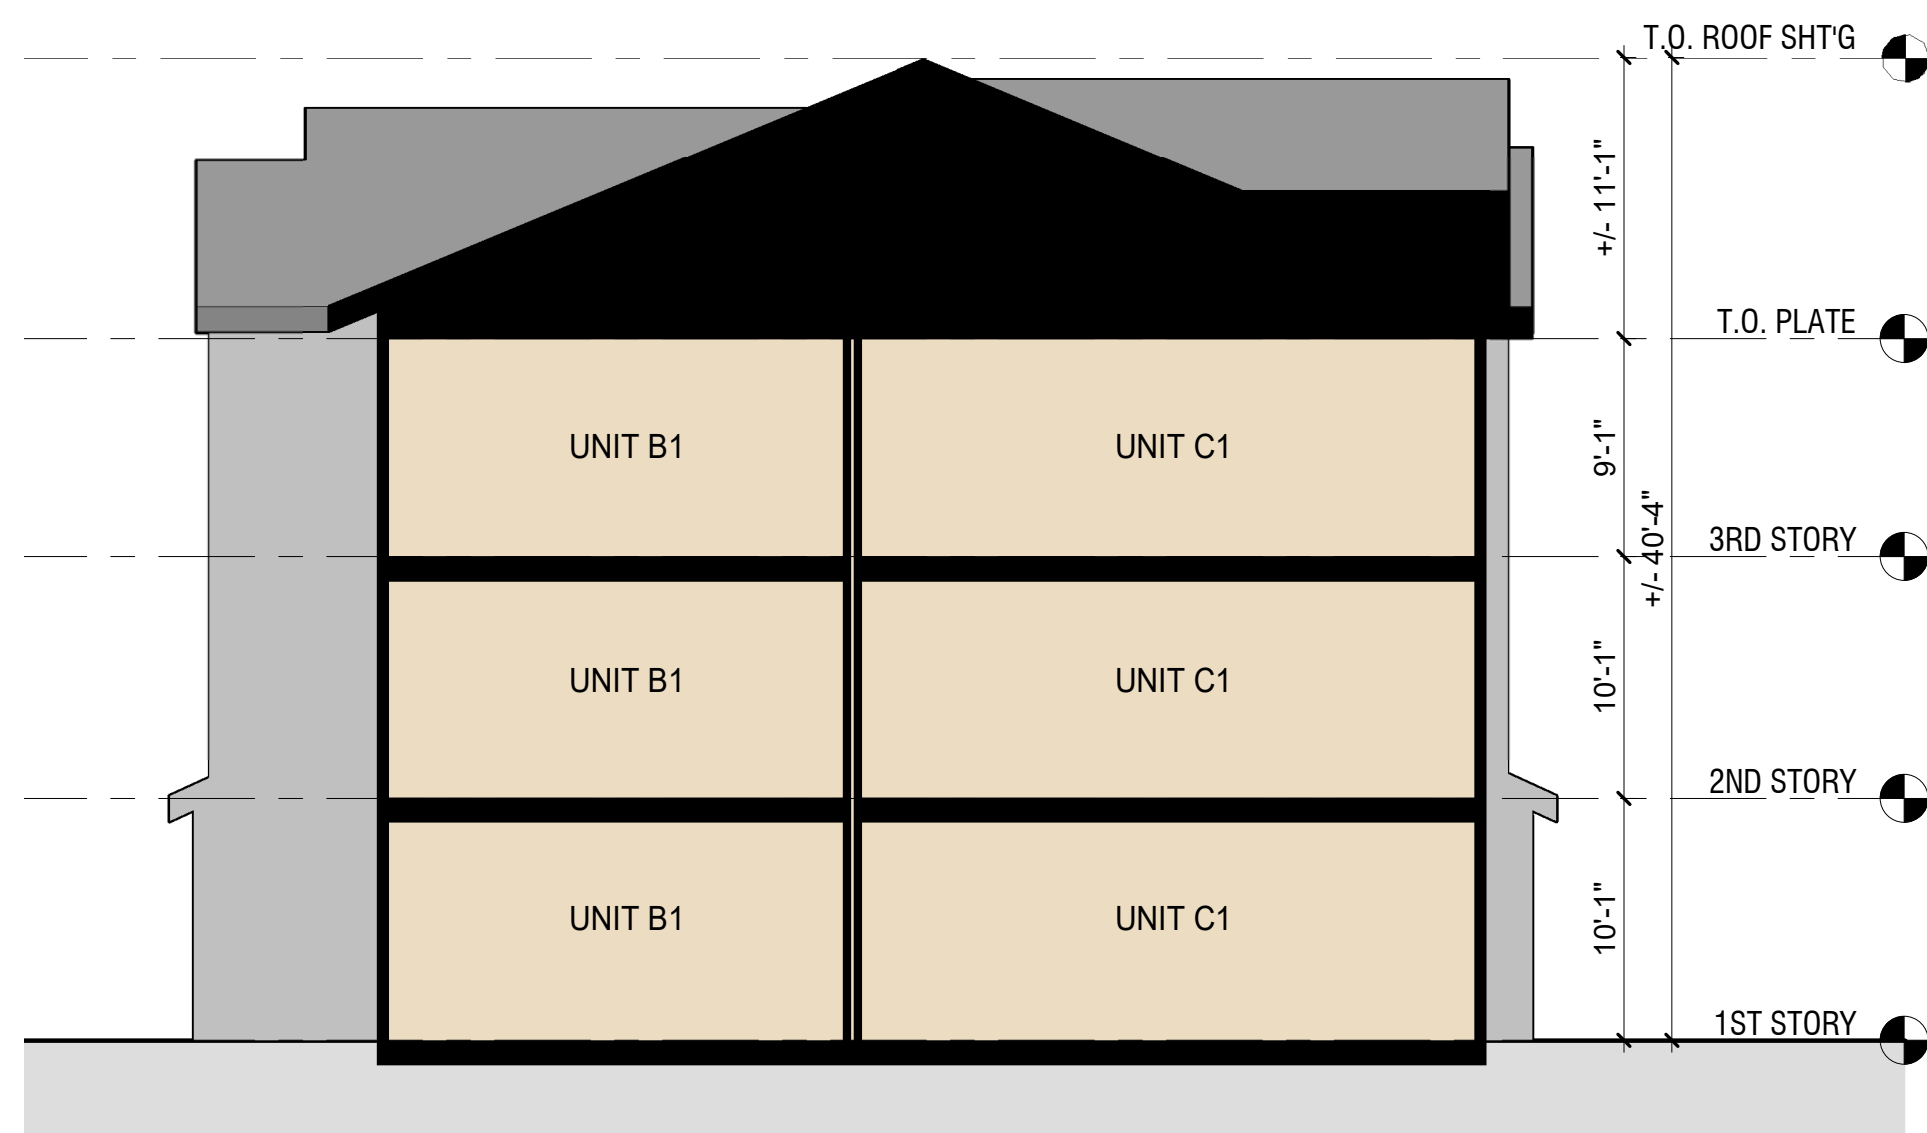 T.O. ROOF SHT'G
+/- 11'-1"
T.O. PLATE
UNIT B1
UNIT C1
9'-1"
+/- 40'-4"
3RD STORY
UNIT B1
UNIT C1
10'-1"
2ND STORY
UNIT B1
UNIT C1
10'-1"
1ST STORY